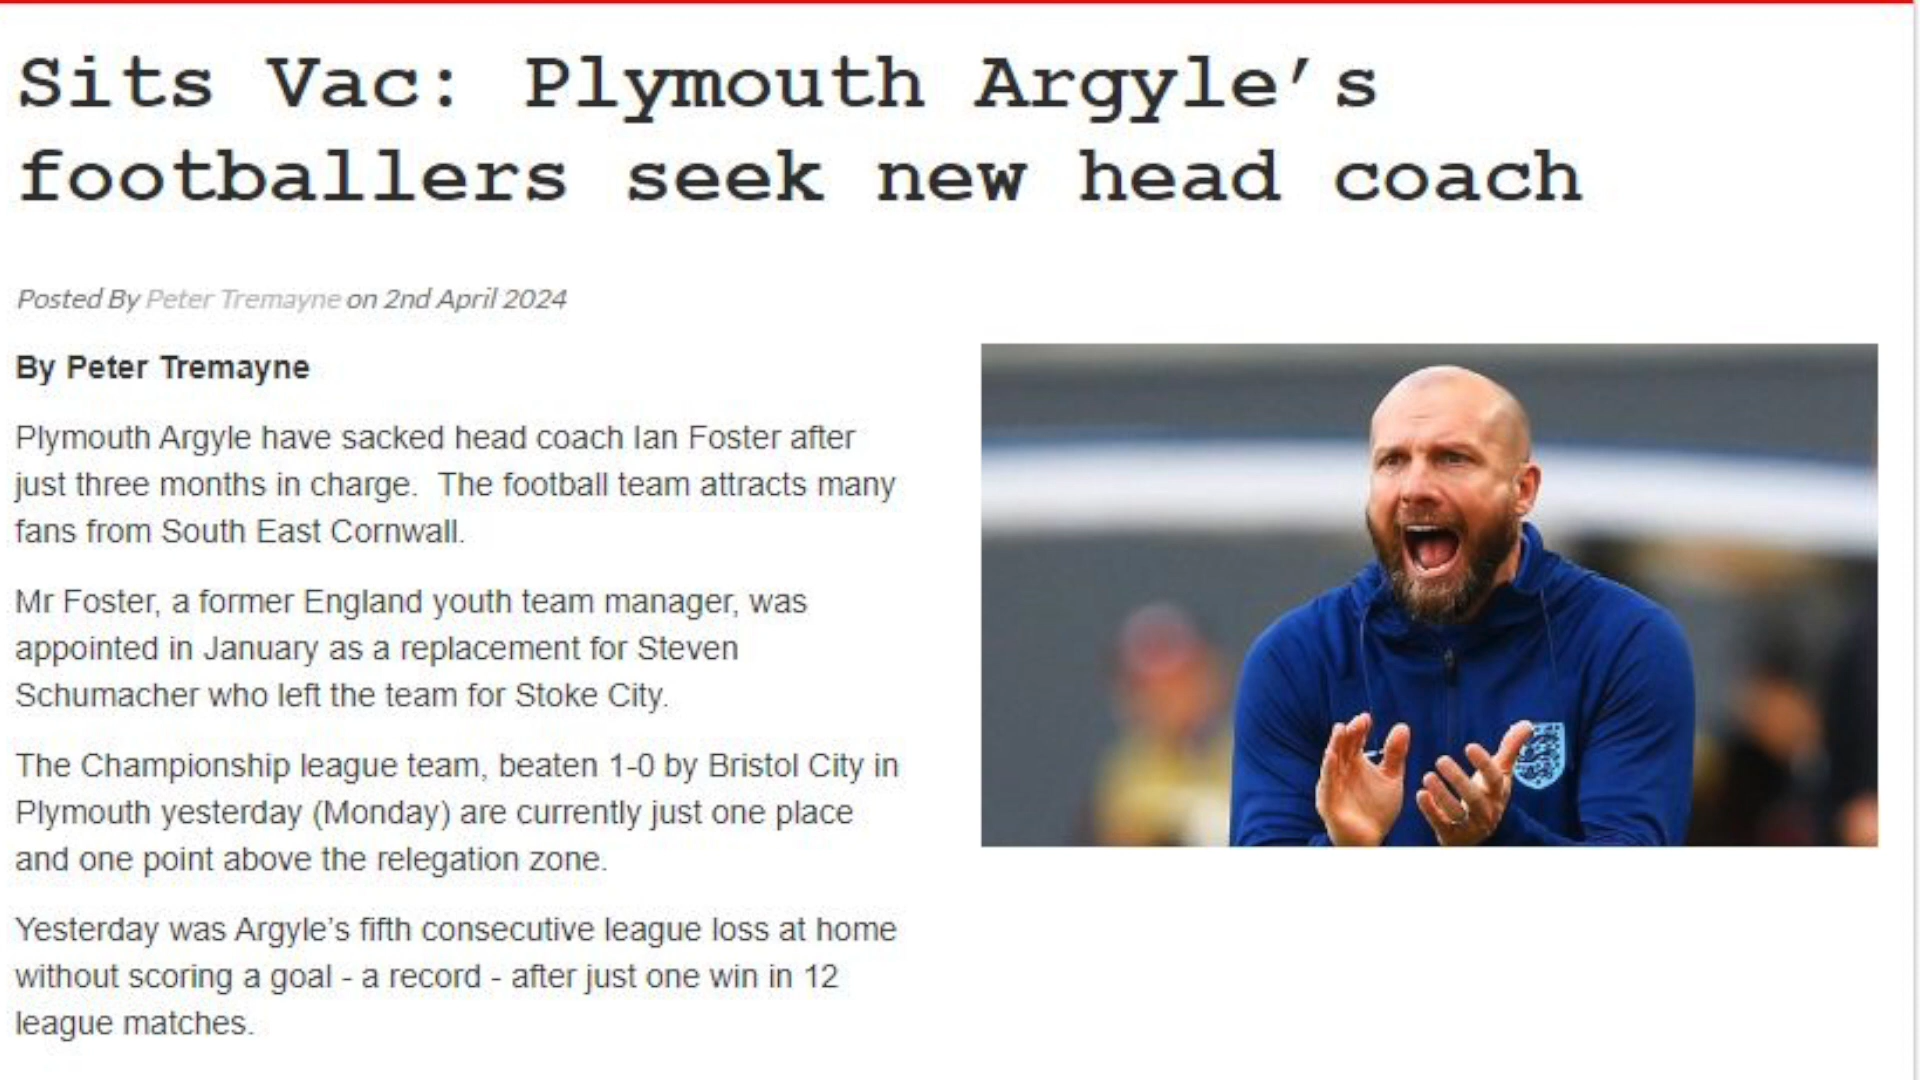 Sits Vac: Plymouth Argyle’s
footballers seek new head coach
Posted By Peter Tremayne on 2nd April 2024
By Peter Tremayne
Plymouth Argyle have sacked head coach Ian Foster after
just three months in charge.  The football team attracts many
fans from South East Cornwall.
Mr Foster, a former England youth team manager, was
appointed in January as a replacement for Steven
Schumacher who left the team for Stoke City.
The Championship league team, beaten 1-0 by Bristol City in
Plymouth yesterday (Monday) are currently just one place
and one point above the relegation zone.
Yesterday was Argyle’s fifth consecutive league loss at home
without scoring a goal - a record - after just one win in 12
league matches.